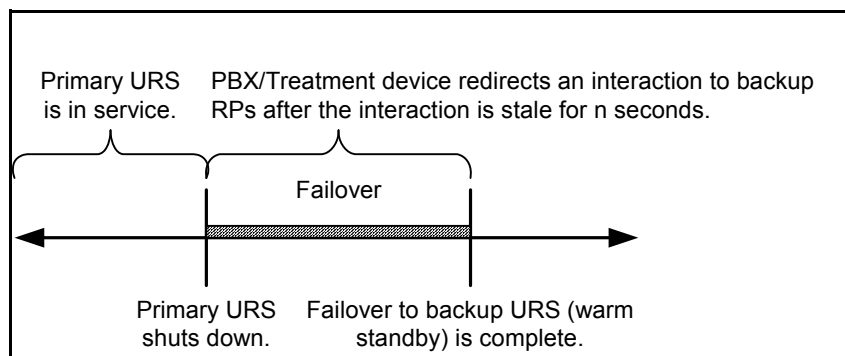 Primary URS
is in service.
PBX/Treatment device redirects an interaction to backup
RPs after the interaction is stale for n seconds.
Failover
Primary URS
shuts down.
Failover to backup URS (warm
standby) is complete.